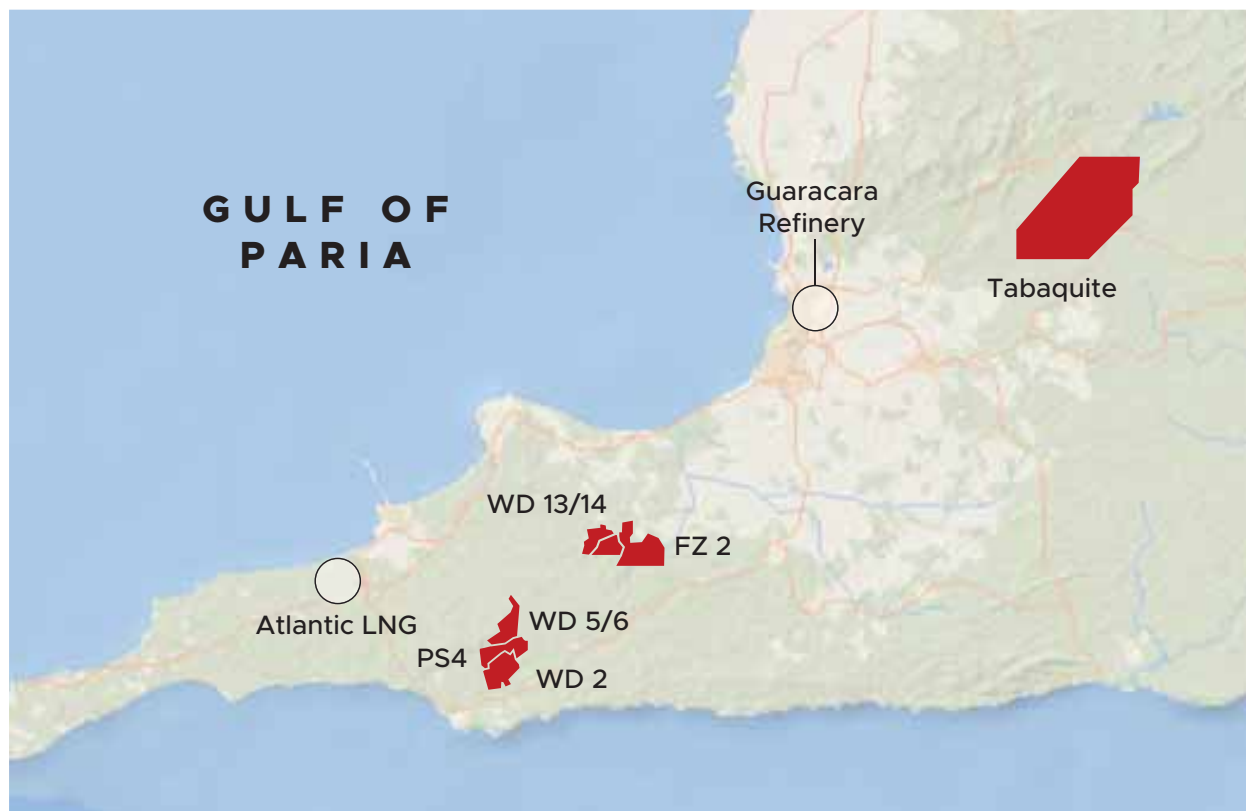 GULF OF
PARIA
Guaracara
Refinery
Tabaquite
WD 13/14
FZ 2
Atlantic LNG
WD 5/6
PS4
WD 2